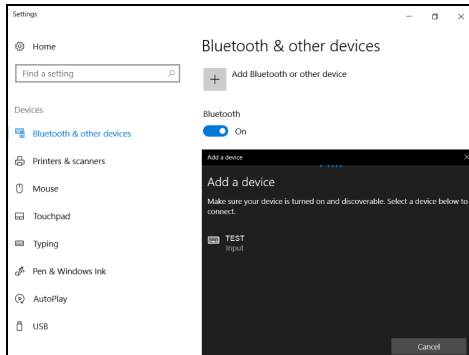 Settings
Home
Find a setting
Devices
Bluetooth & other devices
Printers & scanners
Mouse
Touchpad
Typing
Pen & Windows Ink
AutoPlay
USB
Bluetooth & other devices
Add Bluetooth or other device
Bluetooth
On
Add a device
Add a device
Make sure your device is turned on and discoverable. Select a device below to
connect.
TEST
Input
Cancel